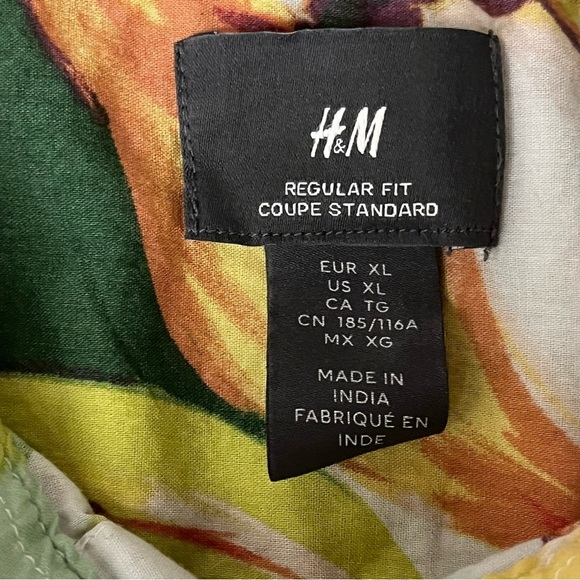 H&M
REGULAR FIT
COUPE STANDARD
EUR XL
US XL
CA TG
CN 185/116A
MX XG
MADE IN
INDIA
FABRIQUÉ EN
INDE